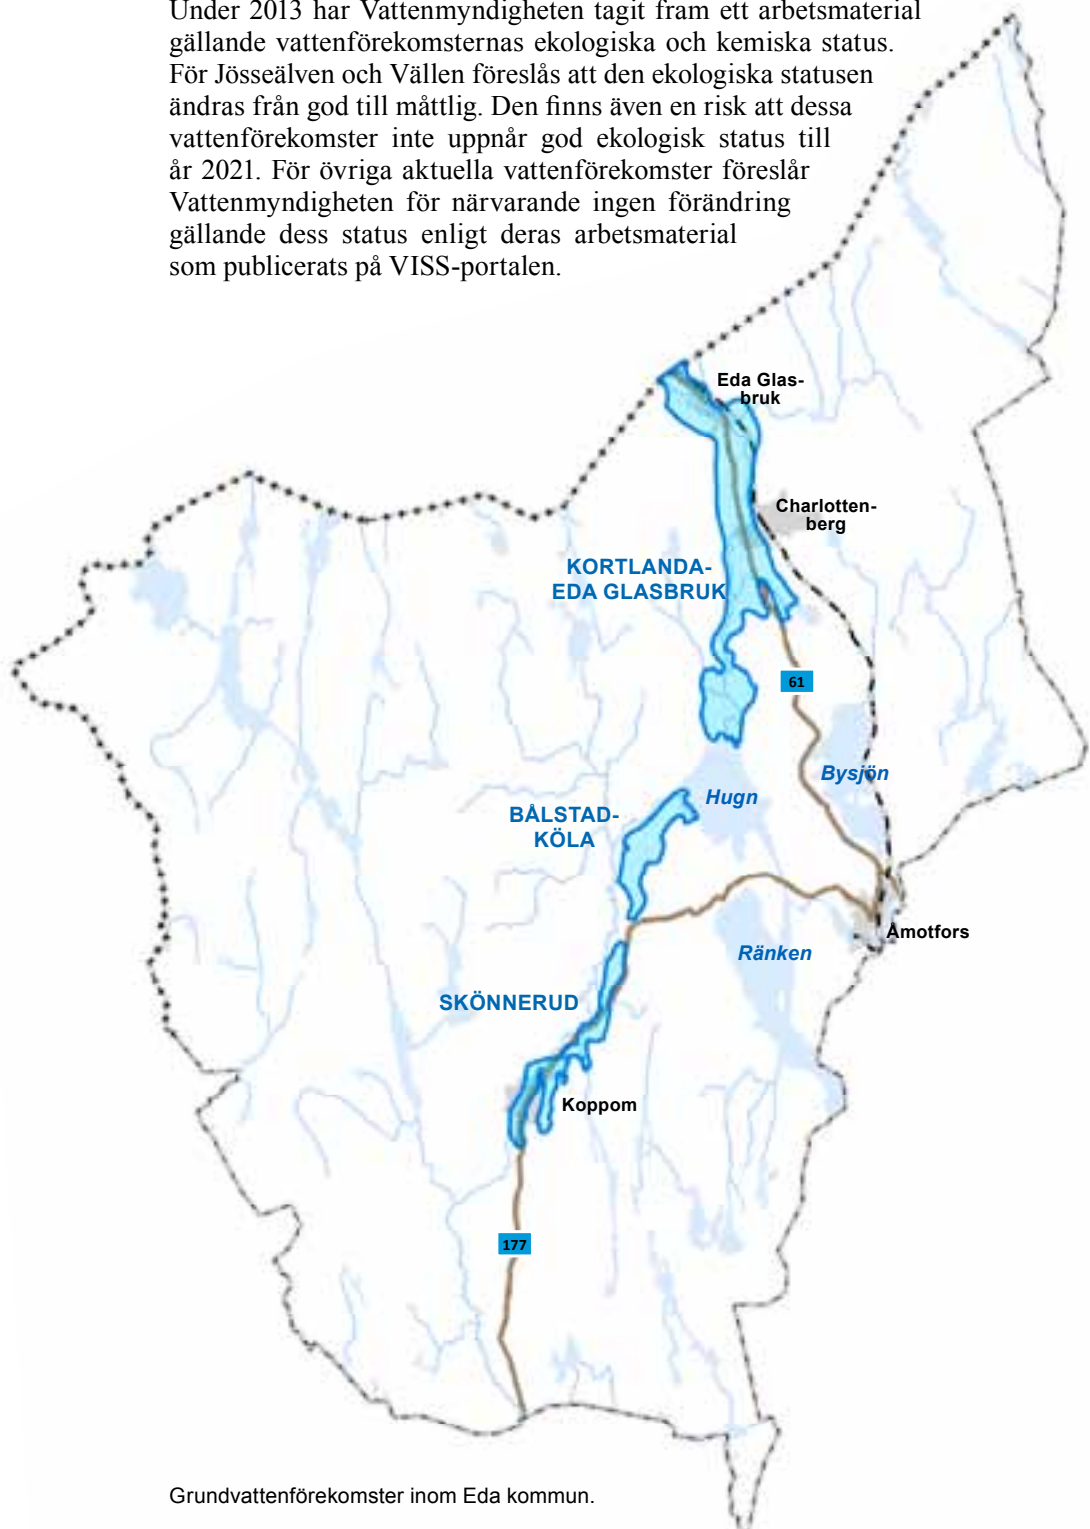 Under 2013 har Vattenmyndigheten tagit fram ett arbetsmaterial
gällande vattenförekomsternas ekologiska och kemiska status.
För Jösseälven och Vällen föreslås att den ekologiska statusen
ändras från god till måttlig. Den finns även en risk att dessa
vattenförekomster inte uppnår god ekologisk status till
år 2021. För övriga aktuella vattenförekomster föreslår
Vattenmyndigheten för närvarande ingen förändring
gällande dess status enligt deras arbetsmaterial
som publicerats på VISS-portalen.
Eda Glas-
bruk
Charlotten-
berg
KORTLANDA-
EDA GLASBRUK
61
Bysjön
Hugn
BÅLSTAD-
KÖLA
Åmotfors
Ränken
SKÖNNERUD
Koppom
177
Grundvattenförekomster inom Eda kommun.